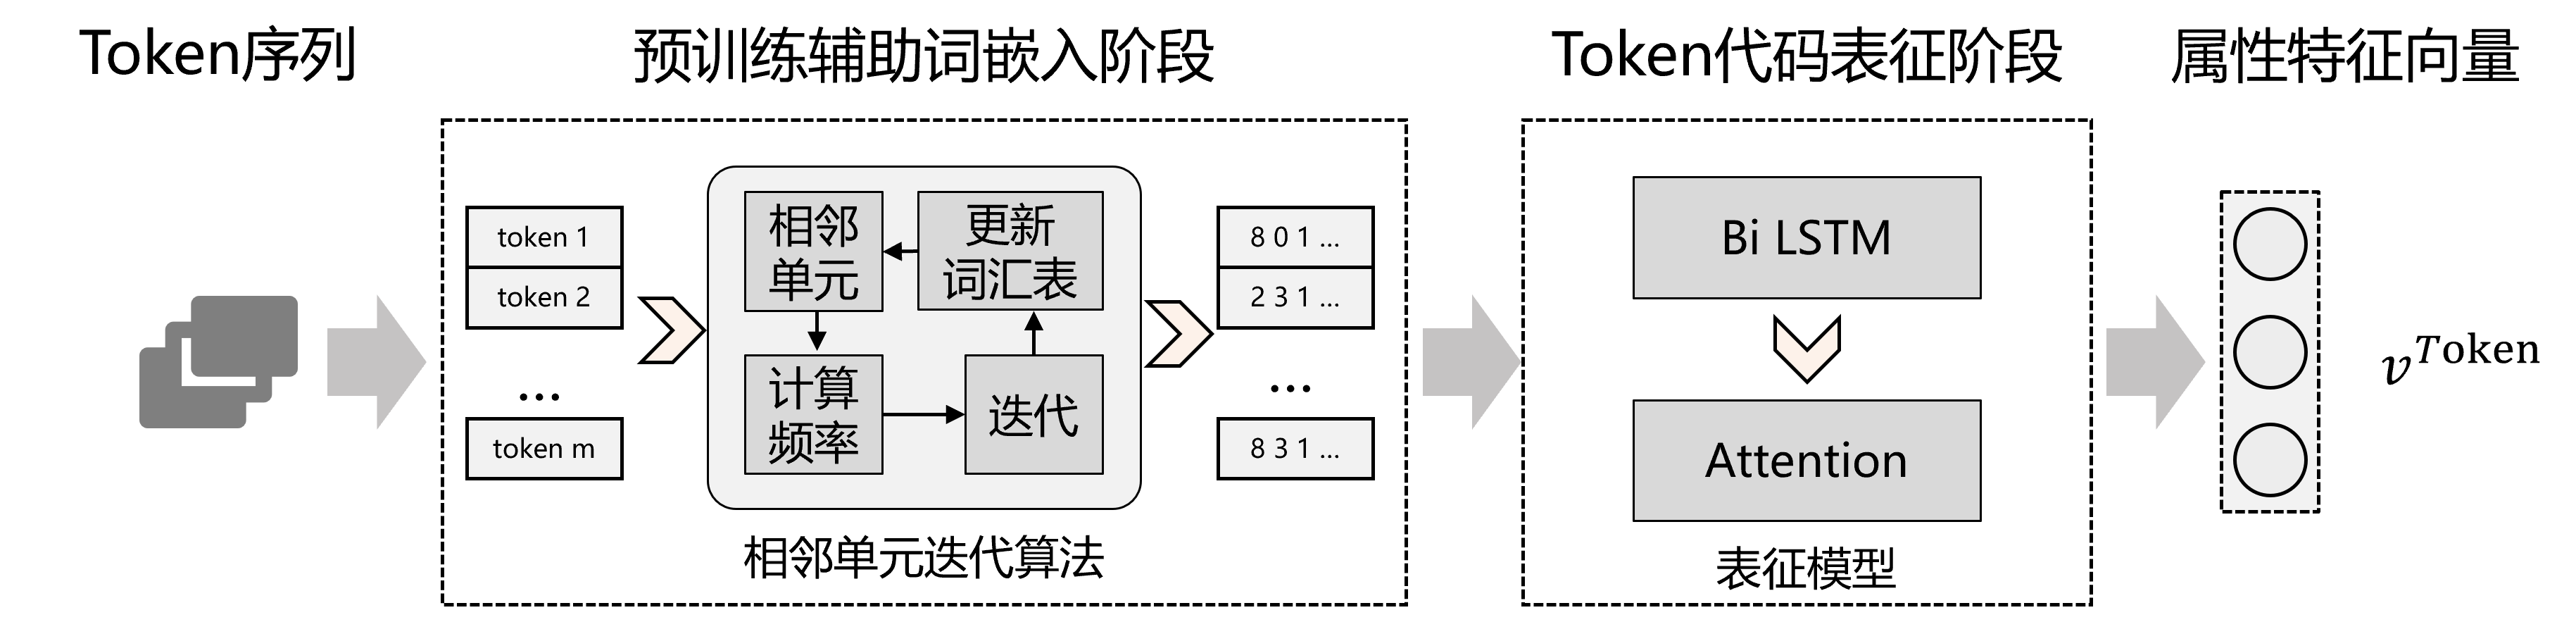 Token序列
预训练辅助词嵌入阶段
Token代码表征阶段
属性特征向量
token 1
token 2
...
token m
相邻
单元
更新
词汇表
计算
频率
迭代
相邻单元迭代算法
8 0 1 ...
2 3 1 ...
...
8 3 1 ...
Bi LSTM
Attention
表征模型
v^Token